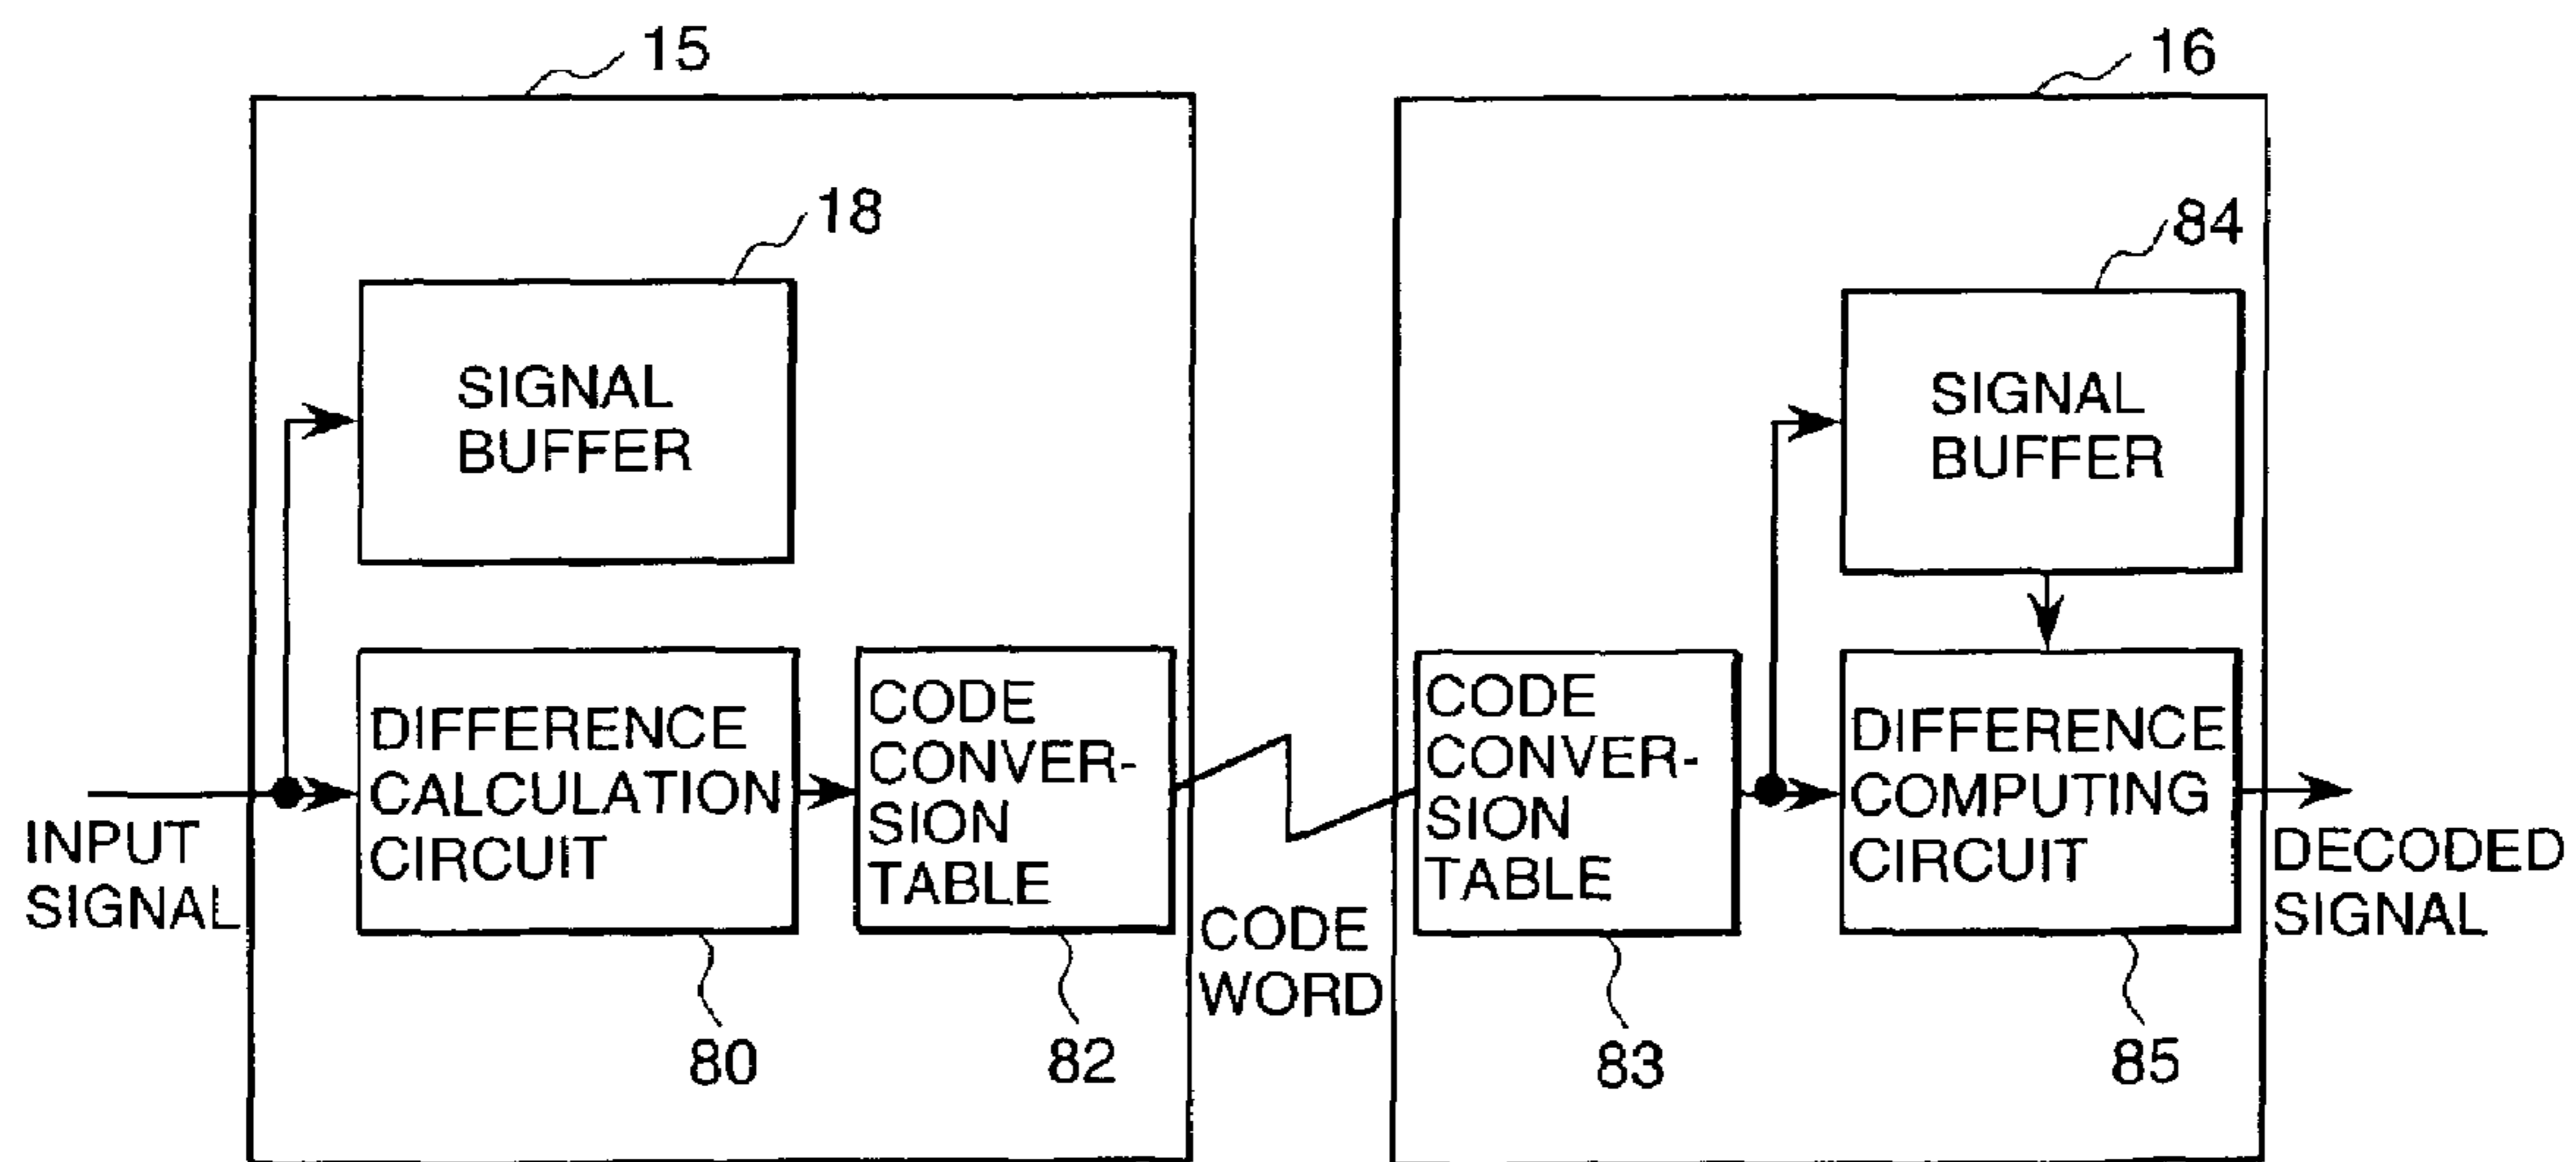 15
16
18
84
SIGNAL
BUFFER
SIGNAL
BUFFER
INPUT
SIGNAL
DIFFERENCE
CALCULATION
CIRCUIT
CODE
CONVER-
SION
TABLE
CODE
WORD
CODE
CONVER-
SION
TABLE
DIFFERENCE
COMPUTING
CIRCUIT
DECODED
SIGNAL
80
82
83
85